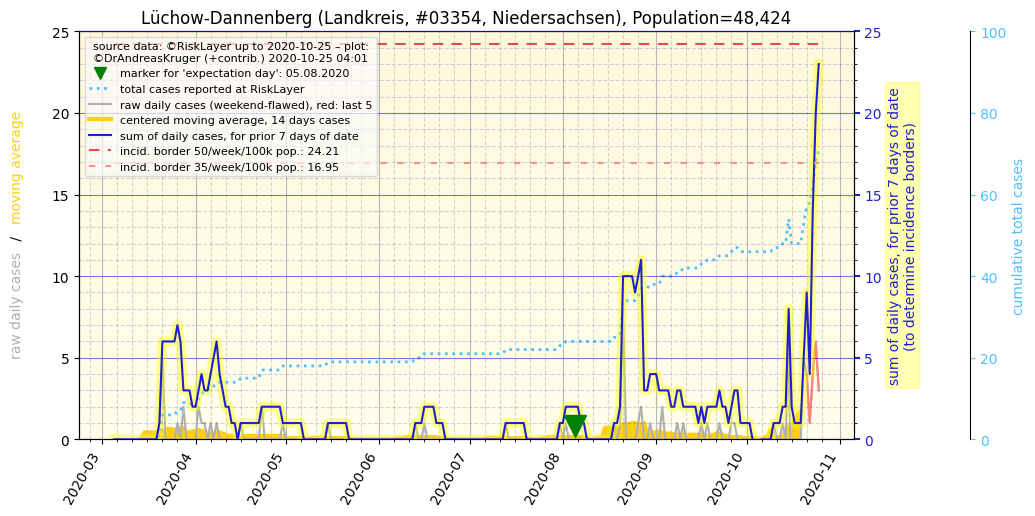 Lüchow-Dannenberg (Landkreis, #03354, Niedersachsen), Population=48,424
source data: ©RiskLayer up to 2020-10-25 – plot:
©DrAndreasKruger (+contrib.) 2020-10-25 04:01
marker for 'expectation day': 05.08.2020
total cases reported at RiskLayer
raw daily cases (weekend-flawed), red: last 5
centered moving average, 14 days cases
sum of daily cases, for prior 7 days of date
incid. border 50/week/100k pop.: 24.21
incid. border 35/week/100k pop.: 16.95
raw daily cases / moving average
25
20
15
10
5
0
2020-03
2020-04
2020-05
2020-06
2020-07
2020-08
2020-09
2020-10
2020-11
25
20
15
10
5
0
sum of daily cases, for prior 7 days of date
(to determine incidence borders)
100
80
60
40
20
0
cumulative total cases